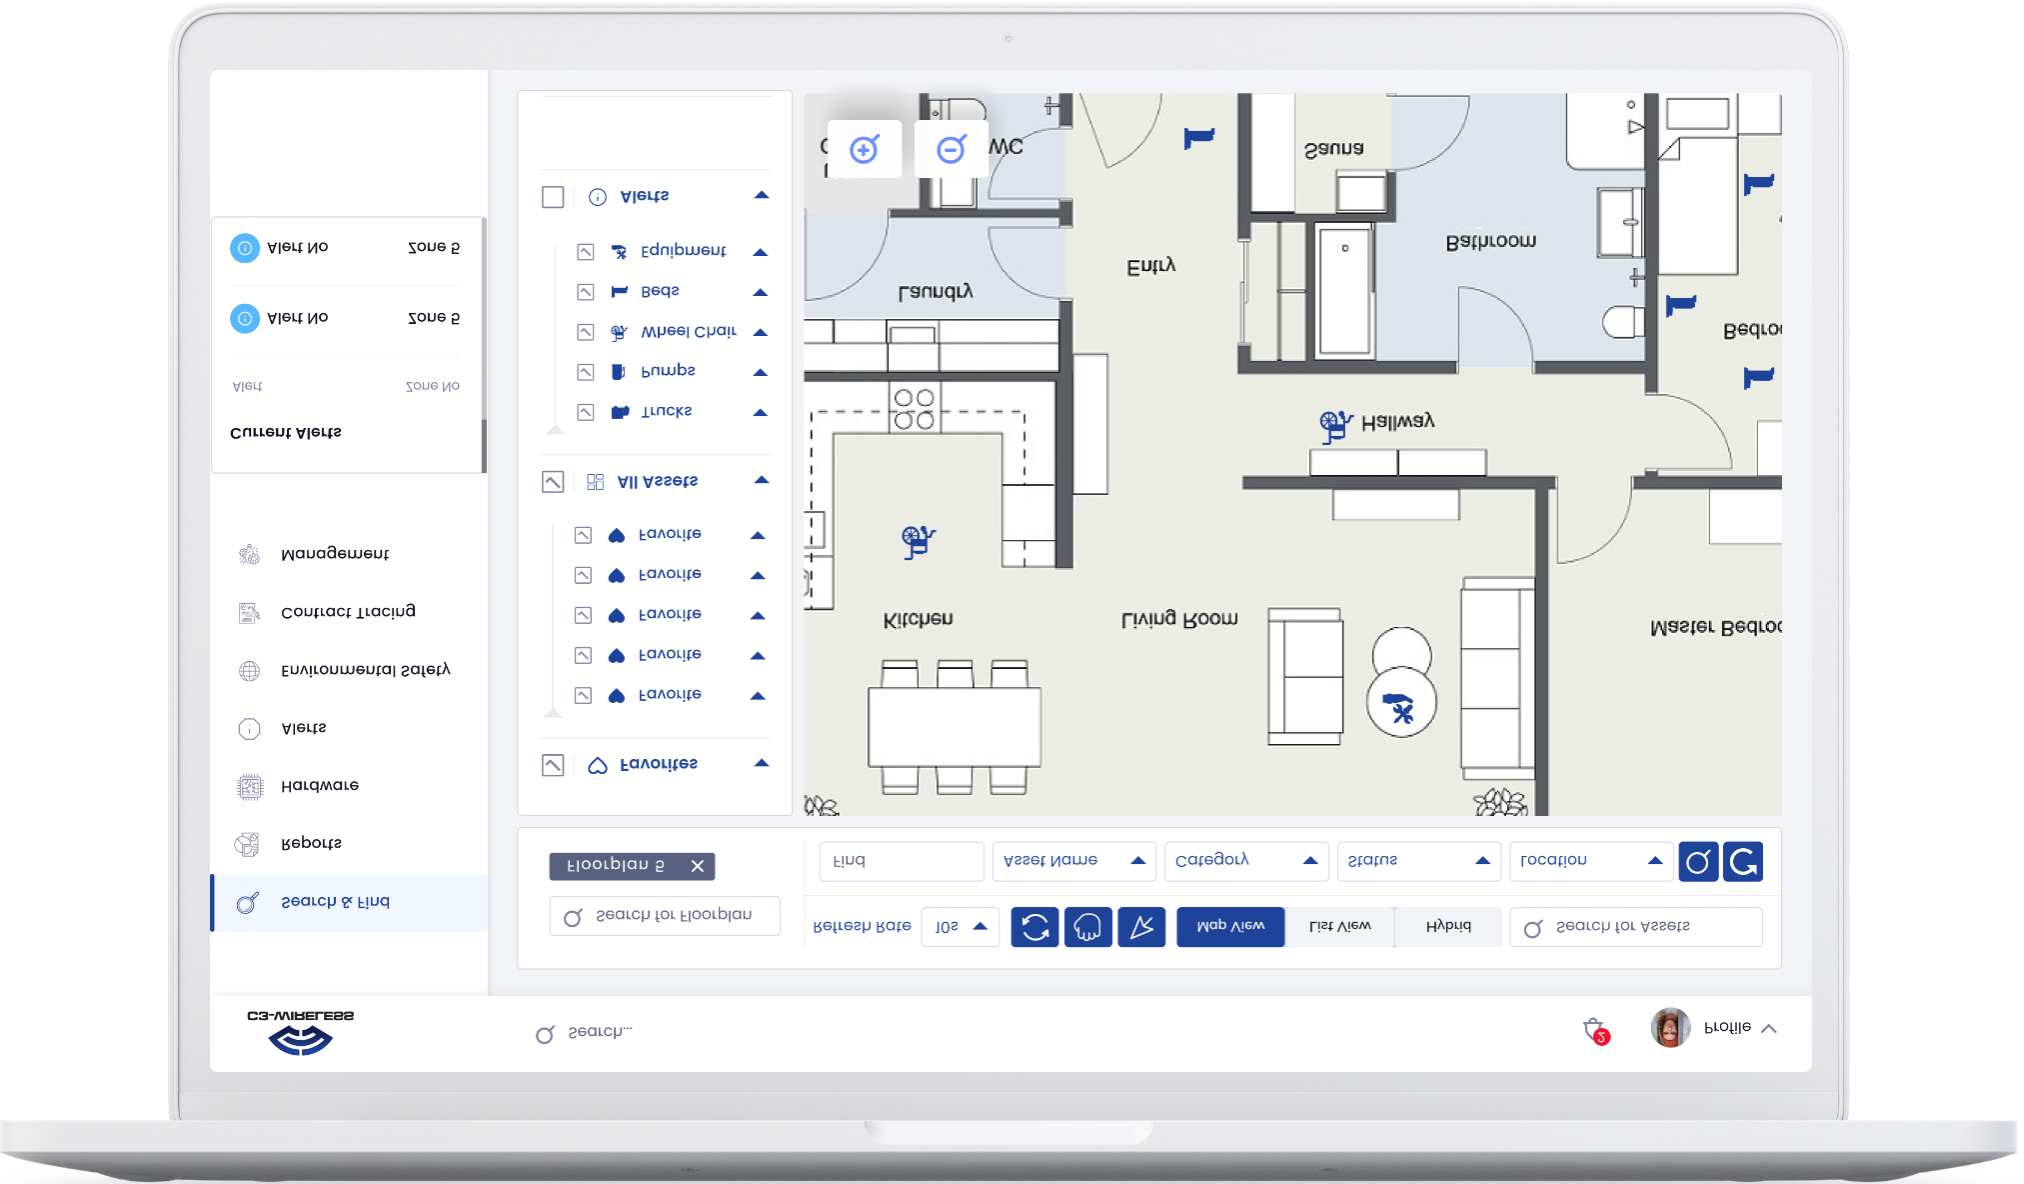 C3-WIRELESS
Search...
2
Profile
Search & Find
Reports
Hardware
Alerts
Environmental Safety
Contract Tracing
Management
Current Alerts
Alert Zone No
Alert No Zone 5
Alert No Zone 5
Search for Floorplan
Floorplan 5
Refresh Rate 10s
Map View
List View
Hybrid
Search for Assets
Find
Asset Name
Category
Status
Location
Favorites
Favorite
Favorite
Favorite
Favorite
Favorite
All Assets
Trucks
Pumps
Wheel Chair
Beds
Equipment
Alerts
Kitchen
Living Room
Master Bedroo
Hallway
Bedroo
Laundry
Entry
Bathroom
WC
Sauna